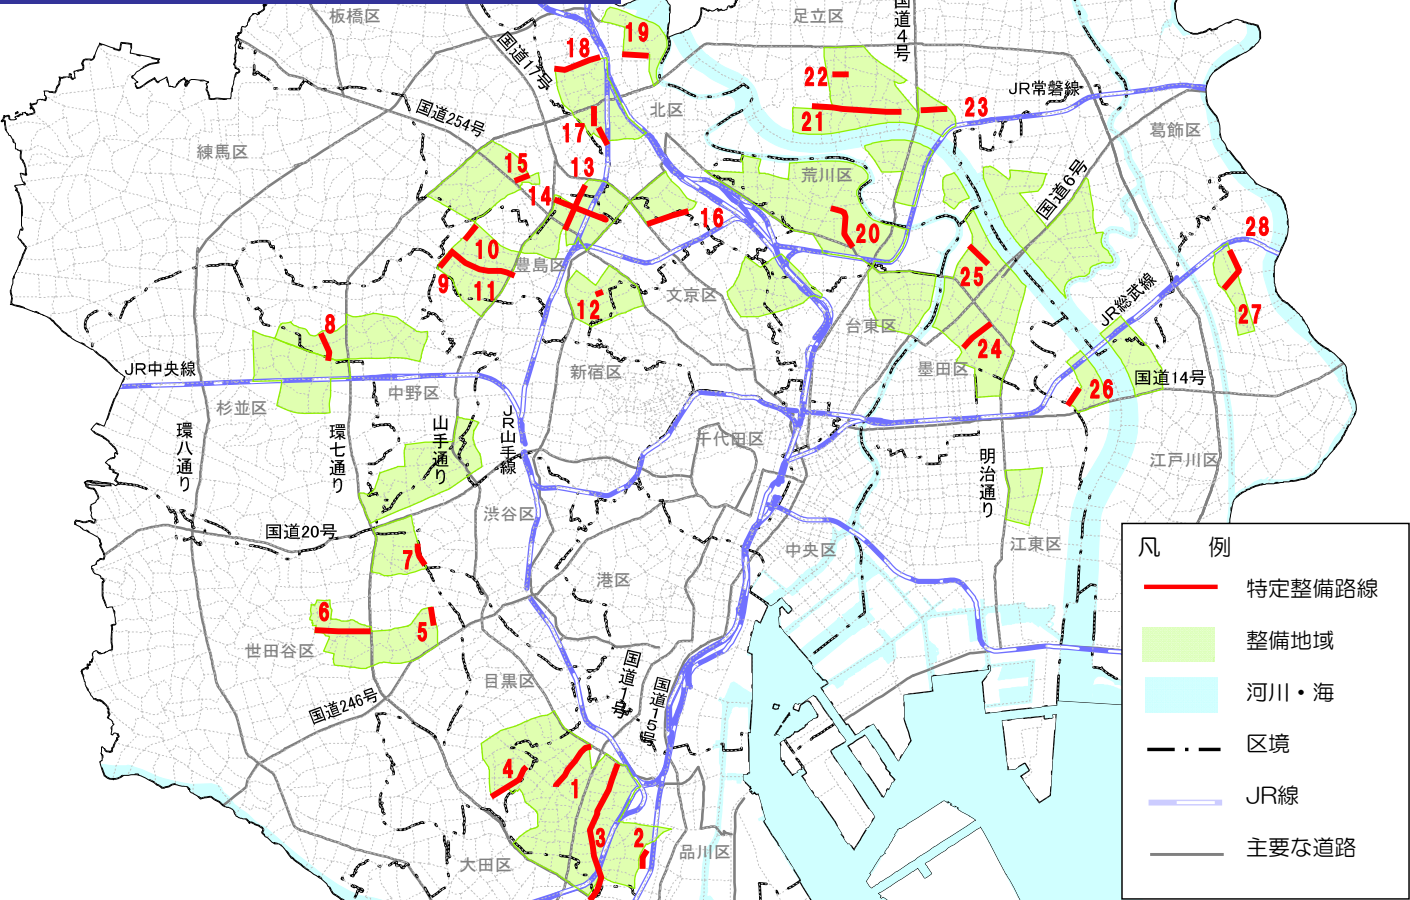 板橋区
足立区
国道4号
国道17号
19
18
22
JR常磐線
23
北区
21
国道254号
17
葛飾区
練馬区
15
13
荒川区
14
国道6号
16
20
28
10
豊島区
25
9
11
文京区
12
JR総武線
27
8
台東区
24
JR中央線
新宿区
墨田区
国道14号
中野区
26
杉並区
環八通り
環七通り
山手通り
JR山手線
千代田区
明治通り
江戸川区
渋谷区
国道20号
中央区
江東区
7
港区
6
5
世田谷区
目黒区
国道1号
国道15号
国道246号
4
1
3
2
大田区
品川区
凡 例
特定整備路線
整備地域
河川・海
区境
JR線
主要な道路